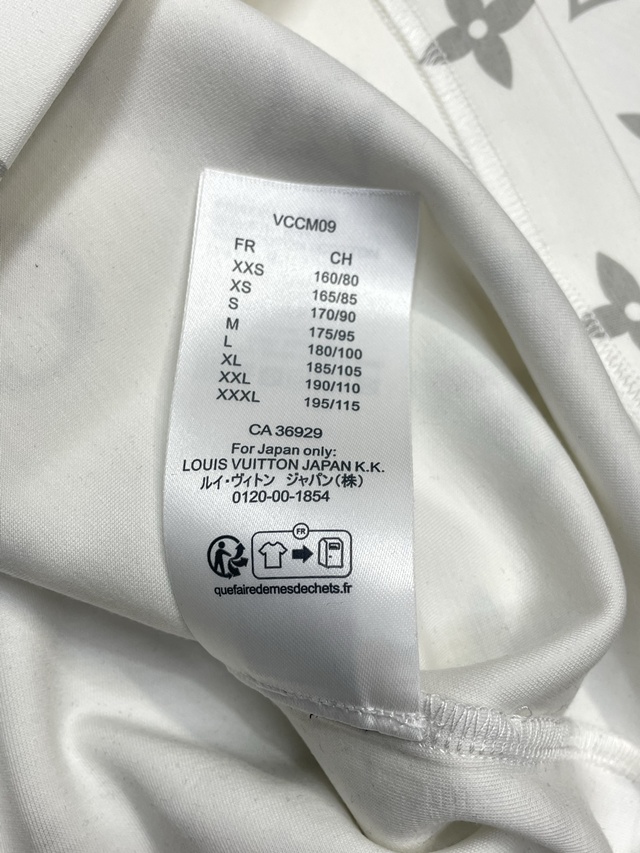 VCCM09
FR CH
XXS 160/80
XS 165/85
S 170/90
M 175/95
L 180/100
XL 185/105
XXL 190/110
XXXL 195/115
CA 36929
For Japan only:
LOUIS VUITTON JAPAN K.K.
ルイ・ヴィトン ジャパン(株)
0120-00-1854
FR
quefairedemesdechets.fr